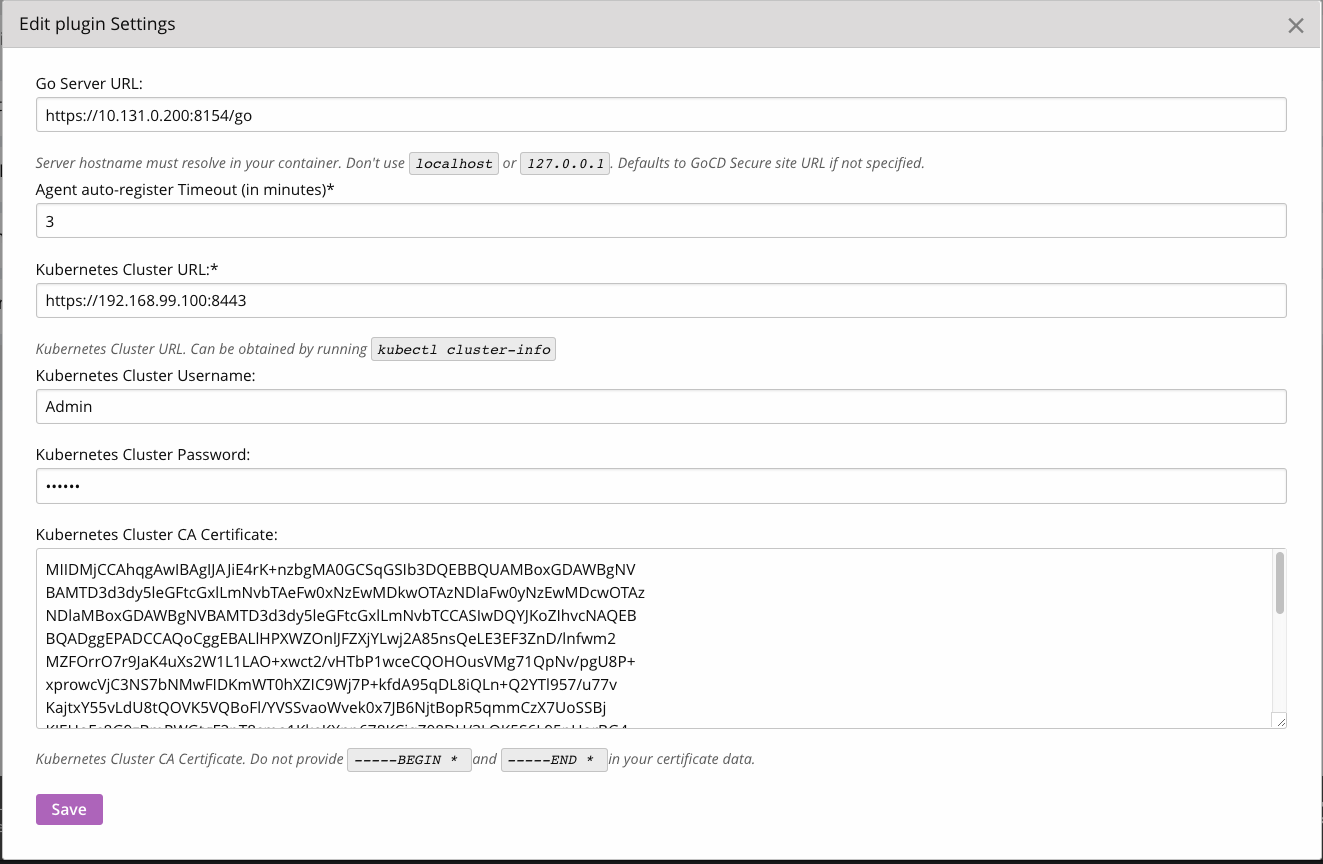 Edit plugin Settings
Go Server URL:
https://10.131.0.200:8154/go
Server hostname must resolve in your container. Don't use localhost or 127.0.0.1. Defaults to GoCD Secure site URL if not specified.
Agent auto-register Timeout (in minutes)*
3
Kubernetes Cluster URL:*
https://192.168.99.100:8443
Kubernetes Cluster URL. Can be obtained by running kubectl cluster-info
Kubernetes Cluster Username:
Admin
Kubernetes Cluster Password:
••••••
Kubernetes Cluster CA Certificate:
MIIDMjCCAhqgAwIBAgIJAJiE4rK+nzbgMA0GCSqGSIb3DQEBBQUAMBoxGDAWBgNV
BAMTD3d3dy5leGFtcGxlLmNvbTAeFw0xNzEwMDkwOTAzNDlaFw0yNzEwMDcwOTAz
NDlaMBoxGDAWBgNVBAMTD3d3dy5leGFtcGxlLmNvbTCCASIwDQYJKoZIhvcNAQEB
BQADggEPADCCAQoCggEBALlHPXWZOnlJFZXjYLwj2A85nsQeLE3EF3ZnD/lnfwm2
MZFOrrO7r9JaK4uXs2W1L1LAO+xwct2/vHTbP1wceCQOHOusVMg71QpNv/pgU8P+
xprowcVjC3NS7bNMwFIDKmWT0hXZIC9Wj7P+kfdA95qDL8iQLn+Q2YTl957/u77v
KajtxY55vLdU8tQOVK5VQBoFl/YVSSvaoWvek0x7JB6NjtBopR5qmmCzX7UoSSBj
Kubernetes Cluster CA Certificate. Do not provide -----BEGIN * and -----END * in your certificate data.
Save